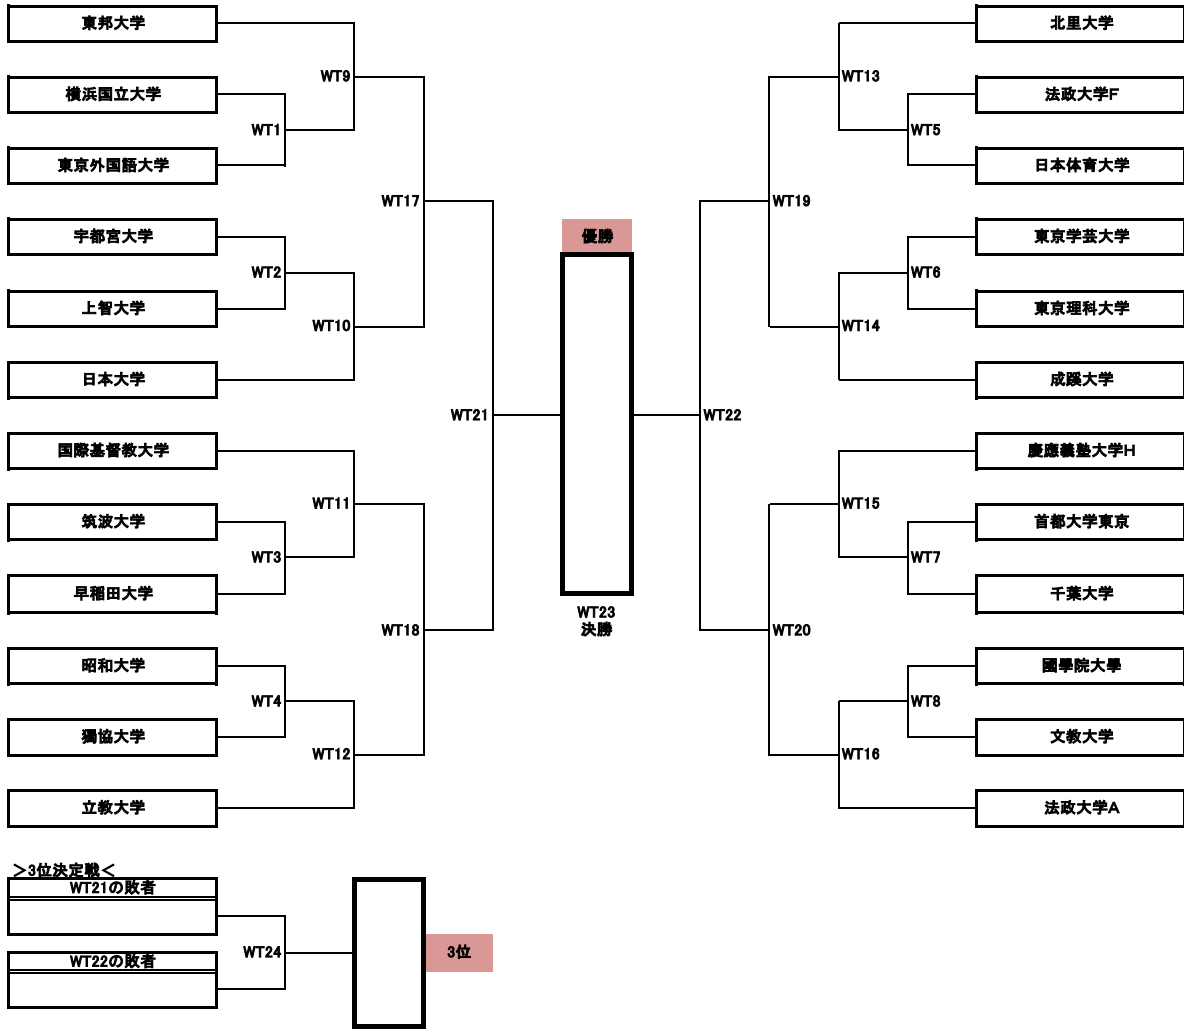 東邦大学
横浜国立大学
東京外国語大学
宇都宮大学
上智大学
日本大学
国際基督教大学
筑波大学
早稲田大学
昭和大学
獨協大学
立教大学
WT1
WT2
WT3
WT4
WT9
WT10
WT11
WT12
WT17
WT18
WT21
優勝
WT23
決勝
WT22
WT19
WT20
WT13
WT14
WT15
WT16
WT5
WT6
WT7
WT8
北里大学
法政大学F
日本体育大学
東京学芸大学
東京理科大学
成蹊大学
慶應義塾大学H
首都大学東京
千葉大学
國學院大學
文教大学
法政大学A
＞3位決定戦＜
WT21の敗者
WT22の敗者
WT24
3位